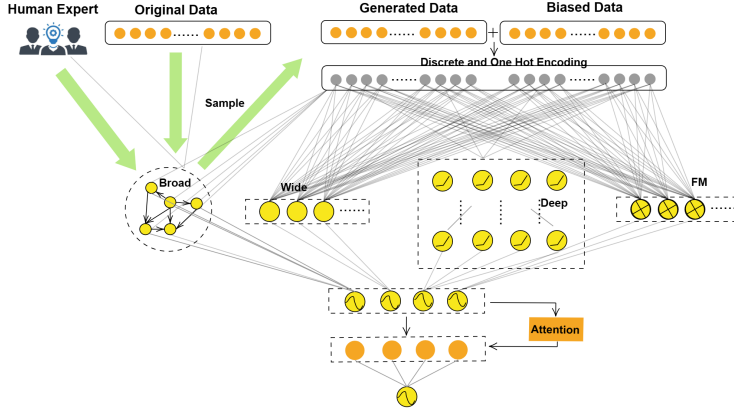 Human Expert
Original Data
Generated Data
Biased Data
+
Discrete and One Hot Encoding
Sample
Broad
Wide
Deep
FM
Attention